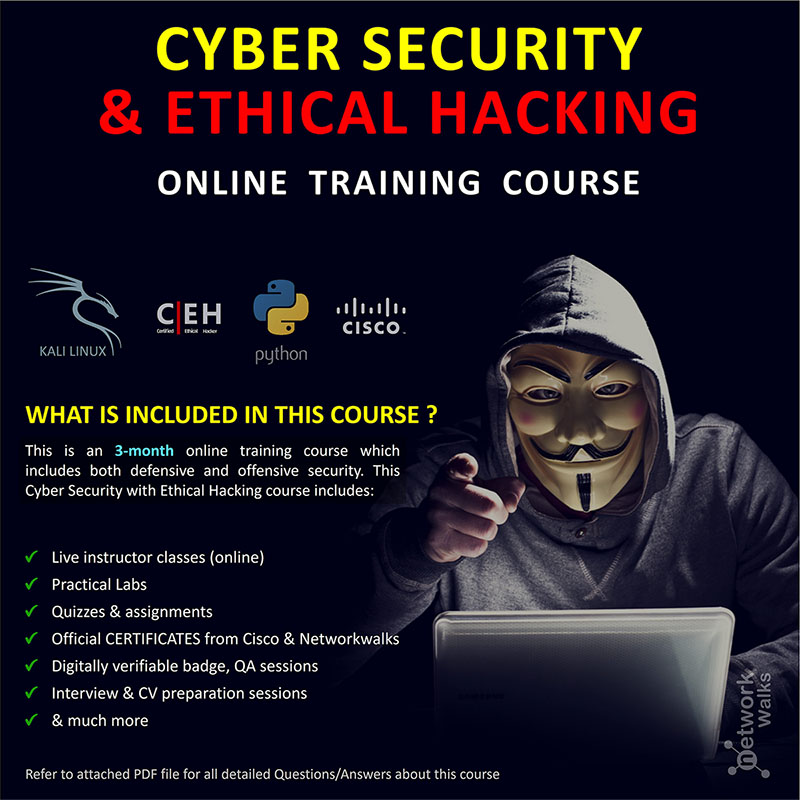 CYBER SECURITY
& ETHICAL HACKING
ONLINE TRAINING COURSE
KALI LINUX
C|EH
Certified Ethical Hacker
python
CISCO
WHAT IS INCLUDED IN THIS COURSE ?
This is an 3-month online training course which
includes both defensive and offensive security. This
Cyber Security with Ethical Hacking course includes:
✓ Live instructor classes (online)
✓ Practical Labs
✓ Quizzes & assignments
✓ Official CERTIFICATES from Cisco & Networkwalks
✓ Digitally verifiable badge, QA sessions
✓ Interview & CV preparation sessions
✓ & much more
network
Walks
Refer to attached PDF file for all detailed Questions/Answers about this course